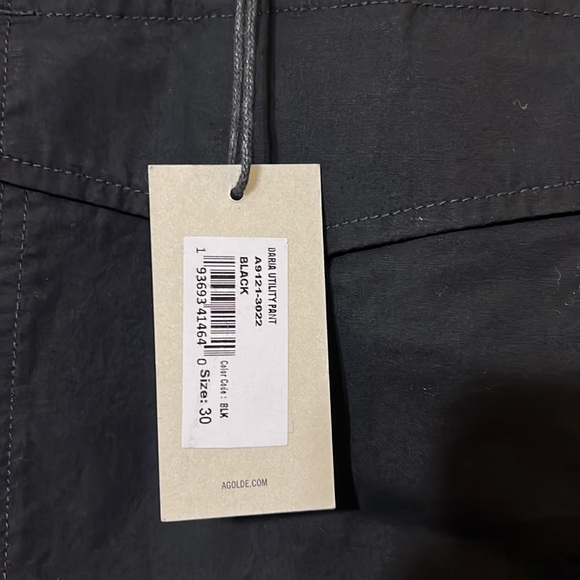 DARIA UTILITY PANT
A9121-3022
BLACK
1 93693 41464 0
Color Code: BLK
Size: 30
AGOLDE.COM